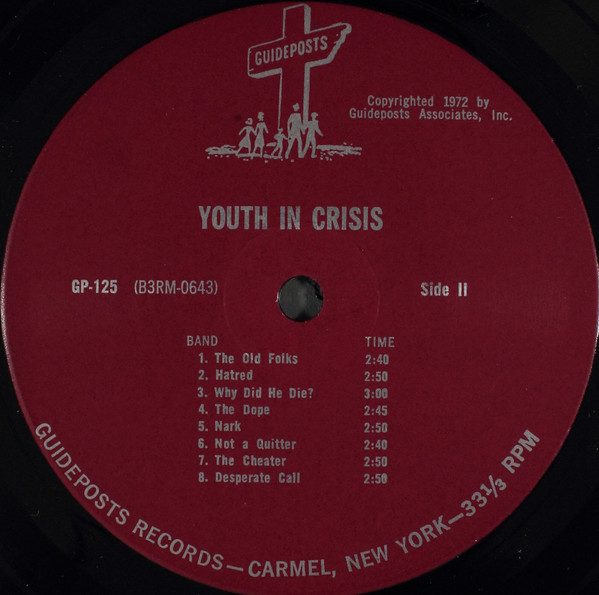 GUIDEPOSTS
Copyrighted 1972 by
Guideposts Associates, Inc.
YOUTH IN CRISIS
GP-125 (B3RM-0643) Side II
BAND TIME
1. The Old Folks 2:40
2. Hatred 2:50
3. Why Did He Die? 3:00
4. The Dope 2:45
5. Nark 2:50
6. Not a Quitter 2:40
7. The Cheater 2:50
8. Desperate Call 2:50
GUIDEPOSTS RECORDS—CARMEL, NEW YORK—33⅓ RPM